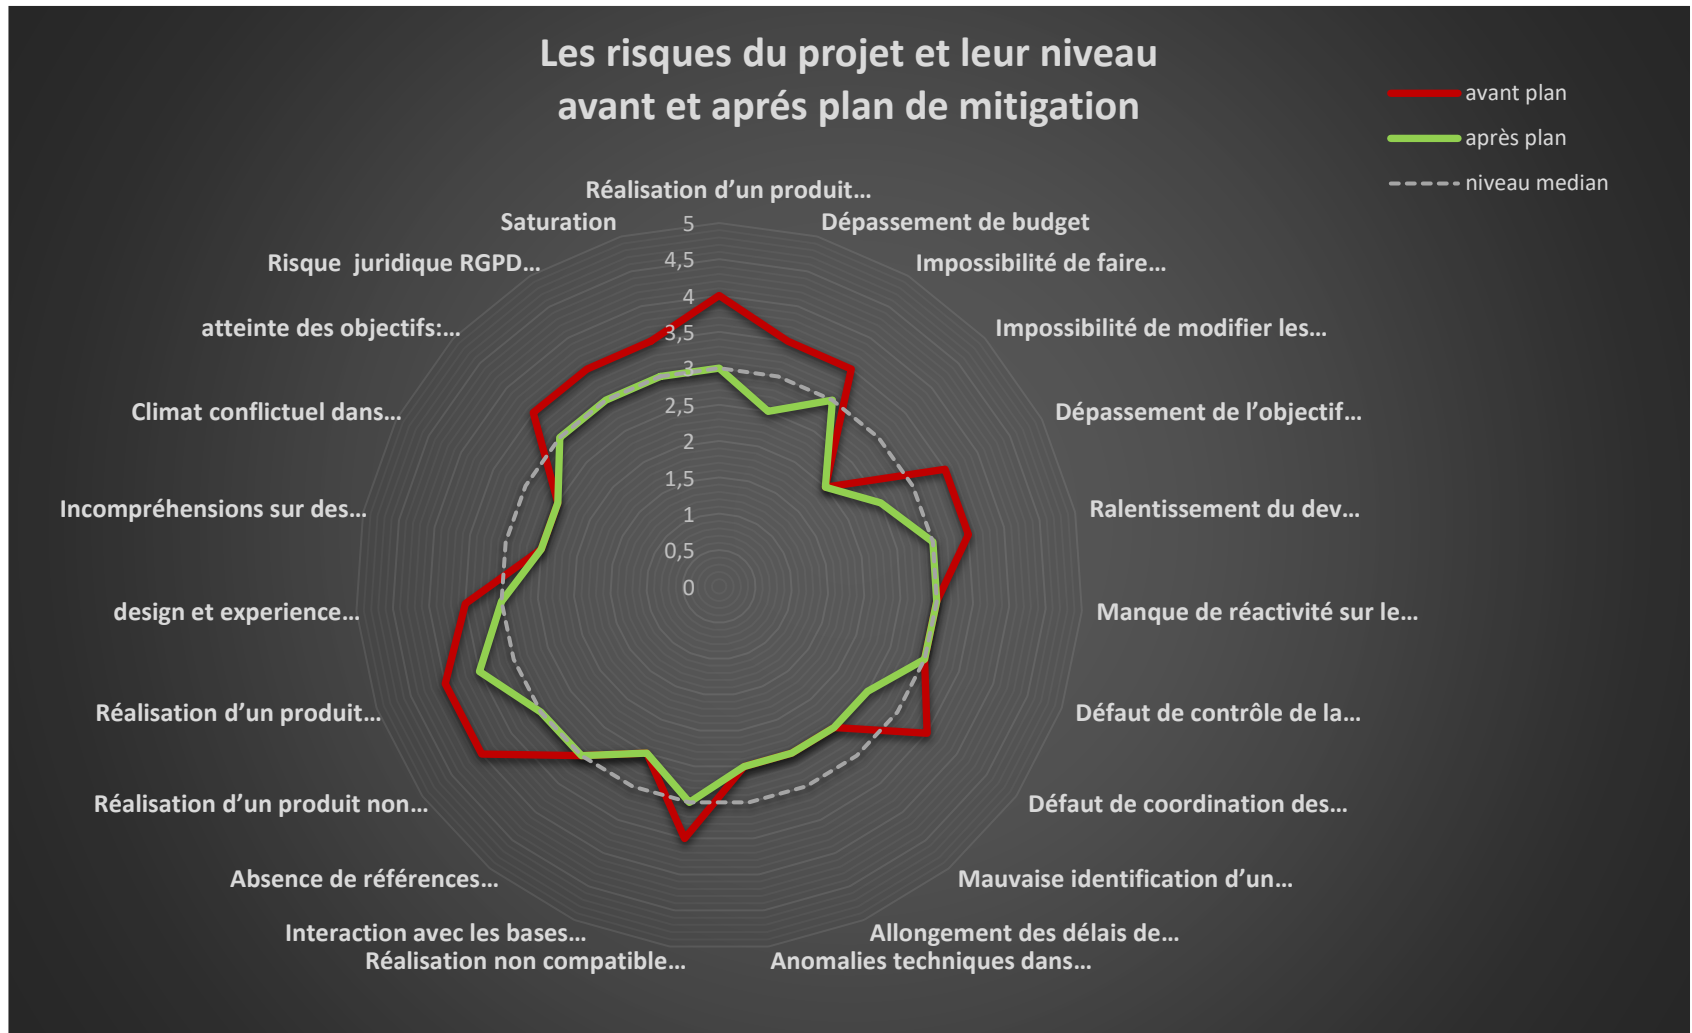 Les risques du projet et leur niveau
avant et aprés plan de mitigation
avant plan
après plan
niveau median
Réalisation d’un produit…
Saturation
Dépassement de budget
Risque  juridique RGPD…
Impossibilité de faire…
atteinte des objectifs:…
Impossibilité de modifier les…
Climat conflictuel dans…
Dépassement de l’objectif…
Incompréhensions sur des…
Ralentissement du dev…
design et experience…
Manque de réactivité sur le…
Réalisation d’un produit…
Défaut de contrôle de la…
Réalisation d’un produit non…
Défaut de coordination des…
Absence de références…
Mauvaise identification d’un…
Interaction avec les bases…
Allongement des délais de…
Réalisation non compatible…
Anomalies techniques dans…
5
4,5
4
3,5
3
2,5
2
1,5
1
0,5
0